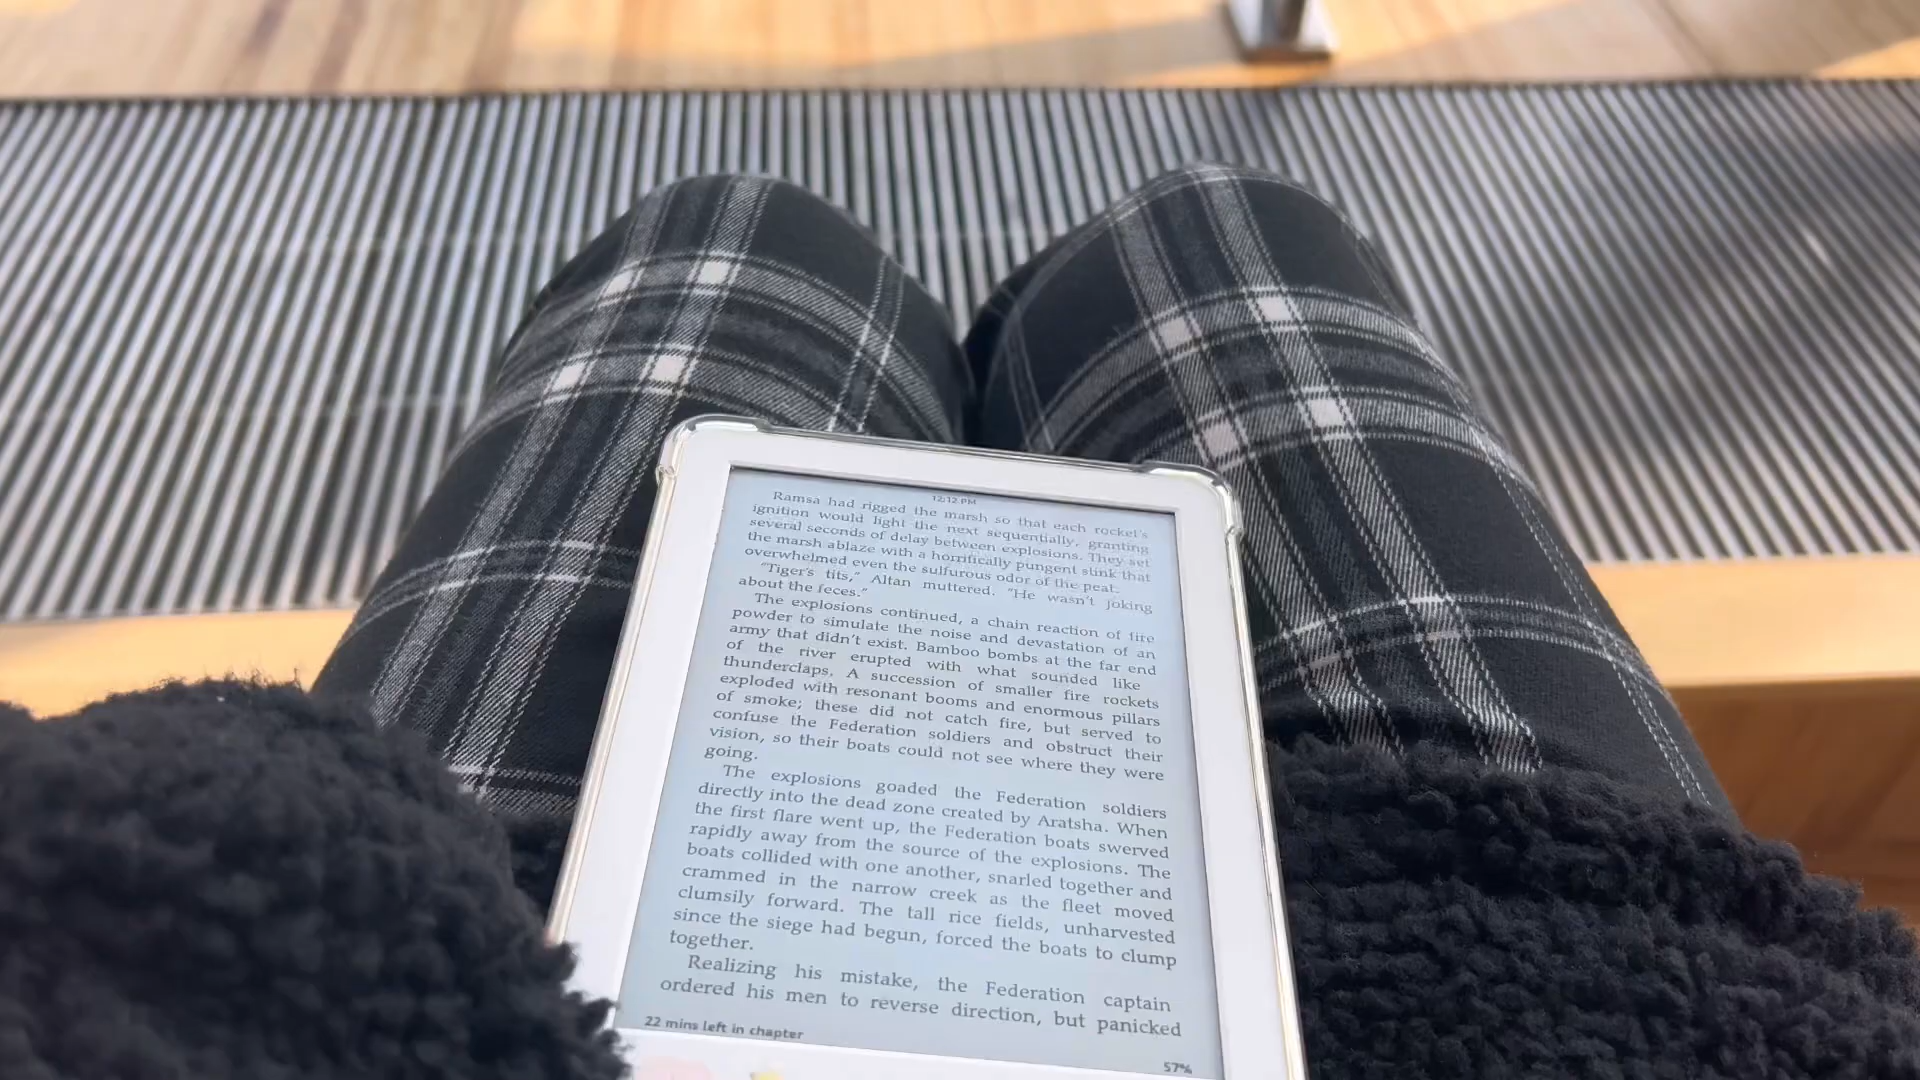 12:12 PM
Ramsa had rigged the marsh so that each rocket's
ignition would light the next sequentially, granting
several seconds of delay between explosions. They set
the marsh ablaze with a horrifically pungent stink that
overwhelmed even the sulfurous odor of the peat.
"Tiger's tits," Altan muttered. "He wasn't joking
about the feces."
The explosions continued, a chain reaction of fire
powder to simulate the noise and devastation of an
army that didn't exist. Bamboo bombs at the far end
of the river erupted with what sounded like
thunderclaps. A succession of smaller fire rockets
exploded with resonant booms and enormous pillars
of smoke; these did not catch fire, but served to
confuse the Federation soldiers and obstruct their
vision, so their boats could not see where they were
going.
The explosions goaded the Federation soldiers
directly into the dead zone created by Aratsha. When
the first flare went up, the Federation boats swerved
rapidly away from the source of the explosions. The
boats collided with one another, snarled together and
crammed in the narrow creek as the fleet moved
clumsily forward. The tall rice fields, unharvested
since the siege had begun, forced the boats to clump
together.
Realizing his mistake, the Federation captain
ordered his men to reverse direction, but panicked
22 mins left in chapter
57%